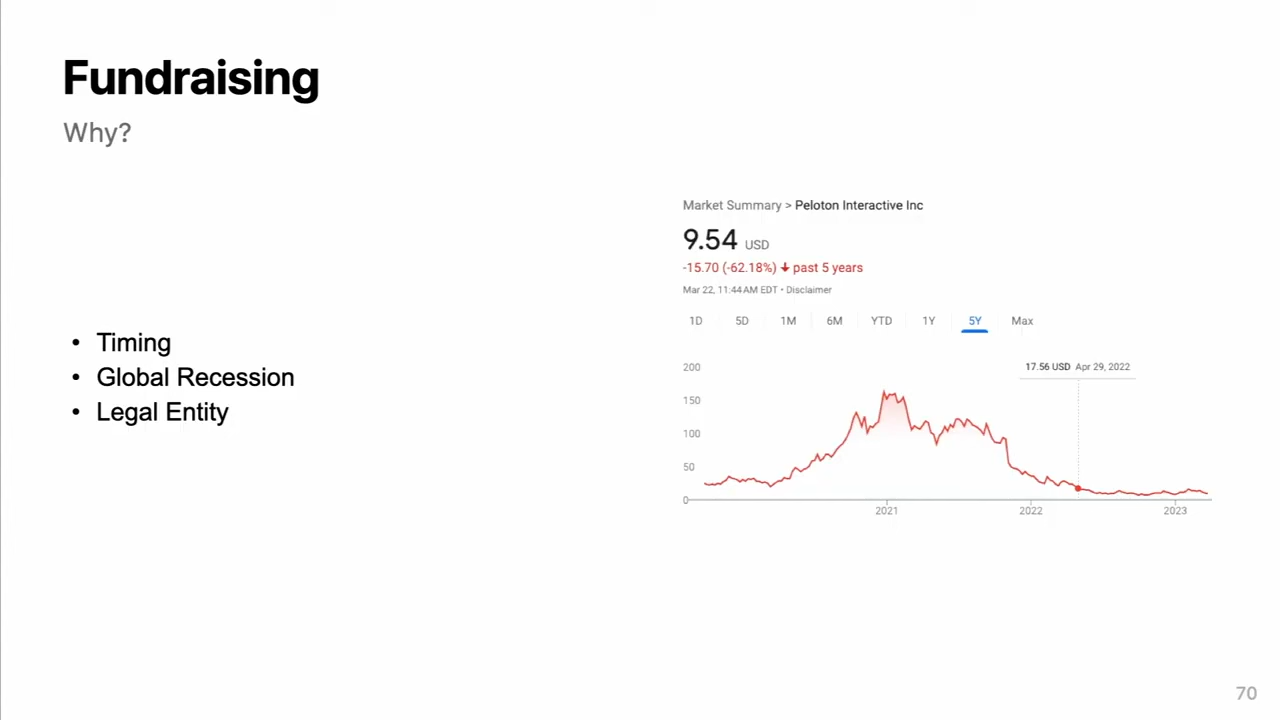 Fundraising
Why?
• Timing
• Global Recession
• Legal Entity
Market Summary > Peloton Interactive Inc
9.54 USD
-15.70 (-62.18%) ↓ past 5 years
Mar 22, 11:44 AM EDT • Disclaimer
1D 5D 1M 6M YTD 1Y 5Y Max
17.56 USD Apr 29, 2022
200
150
100
50
0
2021 2022 2023
70